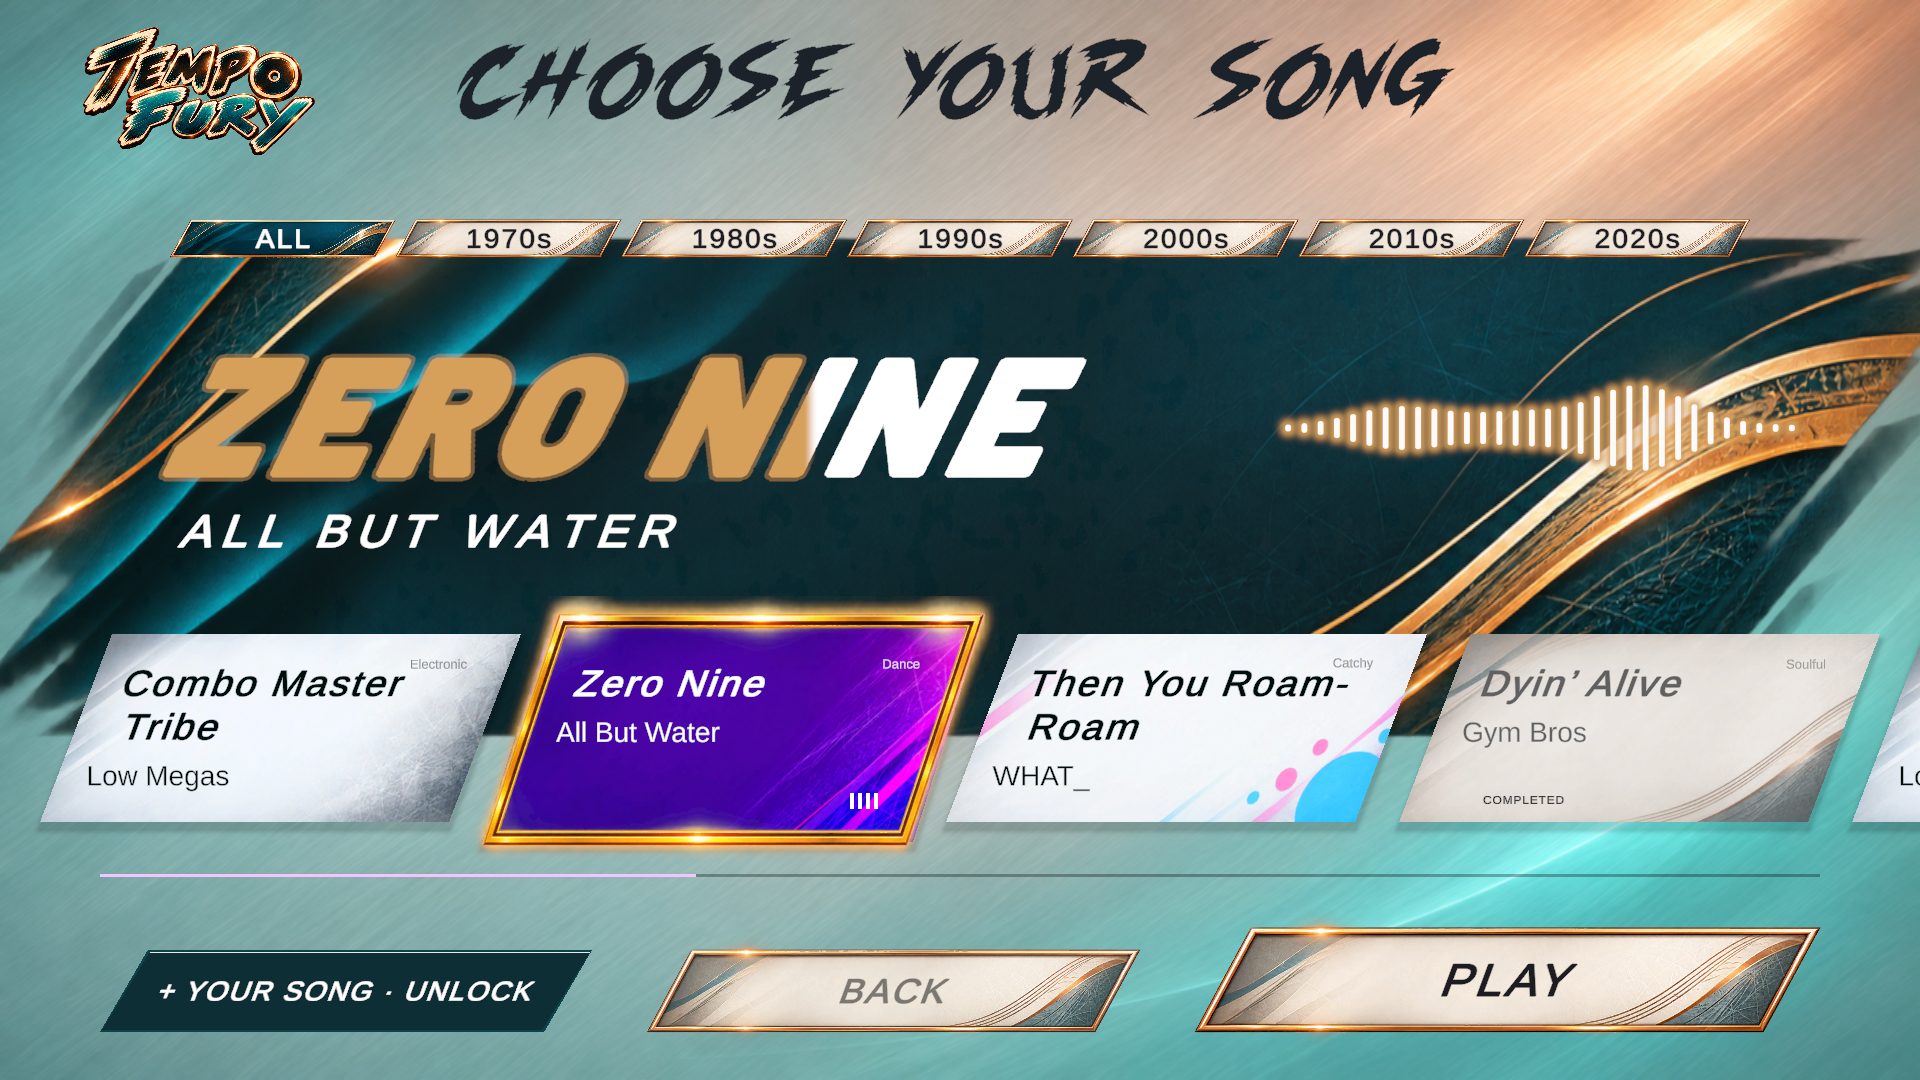 TEMPO
FURY
CHOOSE YOUR SONG
ALL
1970s
1980s
1990s
2000s
2010s
2020s
ZERO NINE
ALL BUT WATER
Electronic
Combo Master
Tribe
Low Megas
Dance
Zero Nine
All But Water
Catchy
Then You Roam-
Roam
WHAT_
Soulful
Dyin’ Alive
Gym Bros
COMPLETED
+ YOUR SONG · UNLOCK
BACK
PLAY